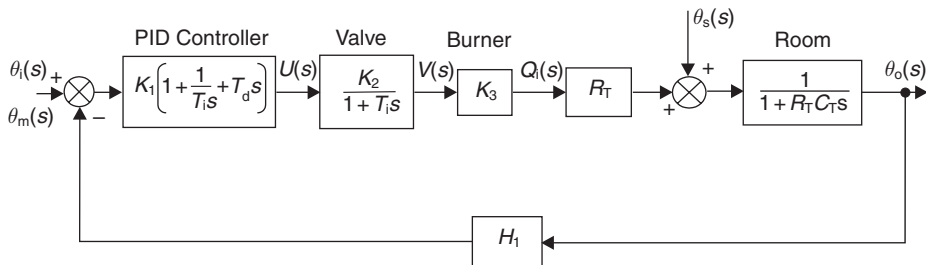 PID Controller
Valve
Burner
Room
θs(s)
θi(s)
+
K1(1 + 1/Tis + Tds)
U(s)
K2/1 + Tis
V(s)
K3
Qi(s)
RT
+
+
1/1 + RTCTs
θo(s)
θm(s)
−
H1